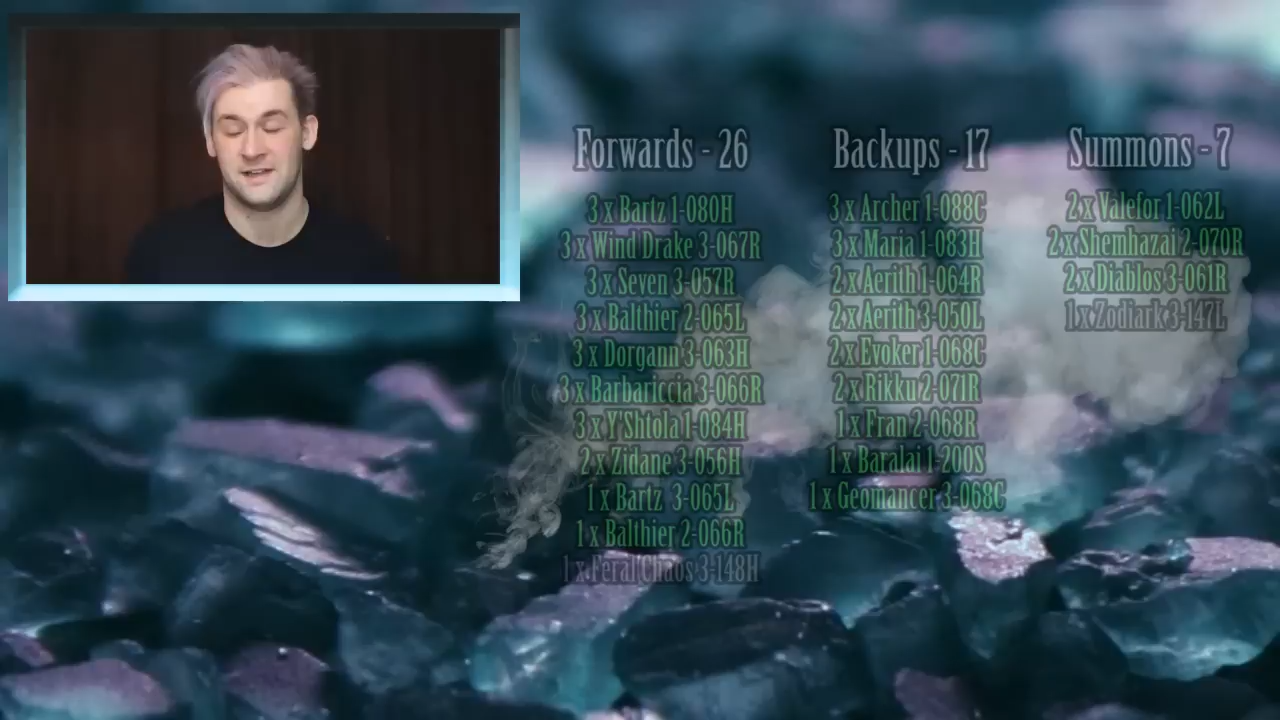 Forwards - 26
3 x Bartz 1-080H
3 x Wind Drake 3-067R
3 x Seven 3-057R
3 x Balthier 2-065L
3 x Dorgann 3-063H
3 x Barbariccia 3-066R
3 x Y'Shtola 1-084H
2 x Zidane 3-056H
1 x Bartz 3-065L
1 x Balthier 2-066R
1 x Feral Chaos 3-148H
Backups - 17
3 x Archer 1-088C
3 x Maria 1-083H
2 x Aerith 1-064R
2 x Aerith 3-050L
2 x Evoker 1-068C
2 x Rikku 2-071R
1 x Fran 2-068R
1 x Baralai 1-200S
1 x Geomancer 3-068C
Summons - 7
2 x Valefor 1-062L
2 x Shemhazai 2-070R
2 x Diablos 3-061R
1 x Zodiark 3-147L